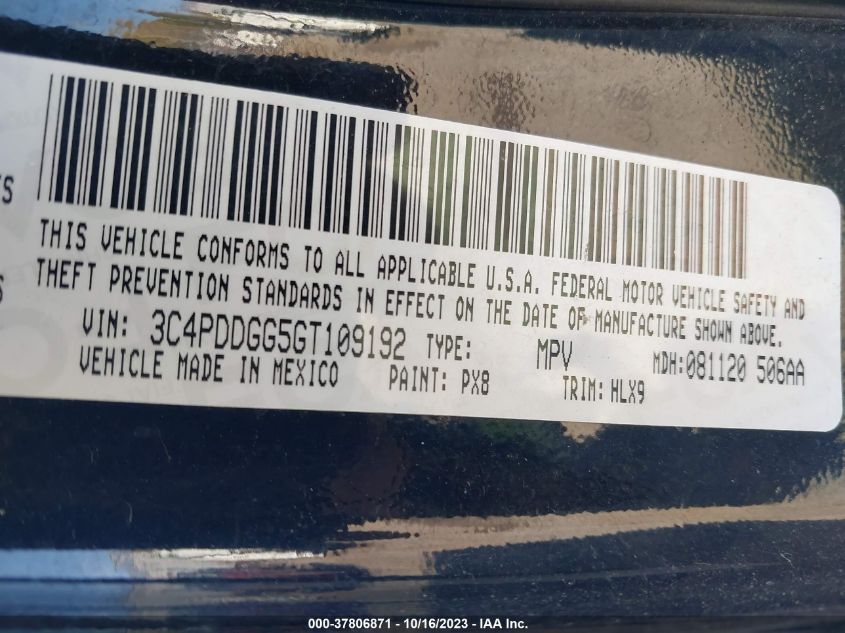 THIS VEHICLE CONFORMS TO ALL APPLICABLE U.S.A. FEDERAL MOTOR VEHICLE SAFETY AND
THEFT PREVENTION STANDARDS IN EFFECT ON THE DATE OF MANUFACTURE SHOWN ABOVE.
VIN: 3C4PDDGG5GT109192 TYPE: MPV MDH:081120 506AA
VEHICLE MADE IN MEXICO PAINT: PX8 TRIM: HLX9
000-37806871 - 10/16/2023 - IAA Inc.